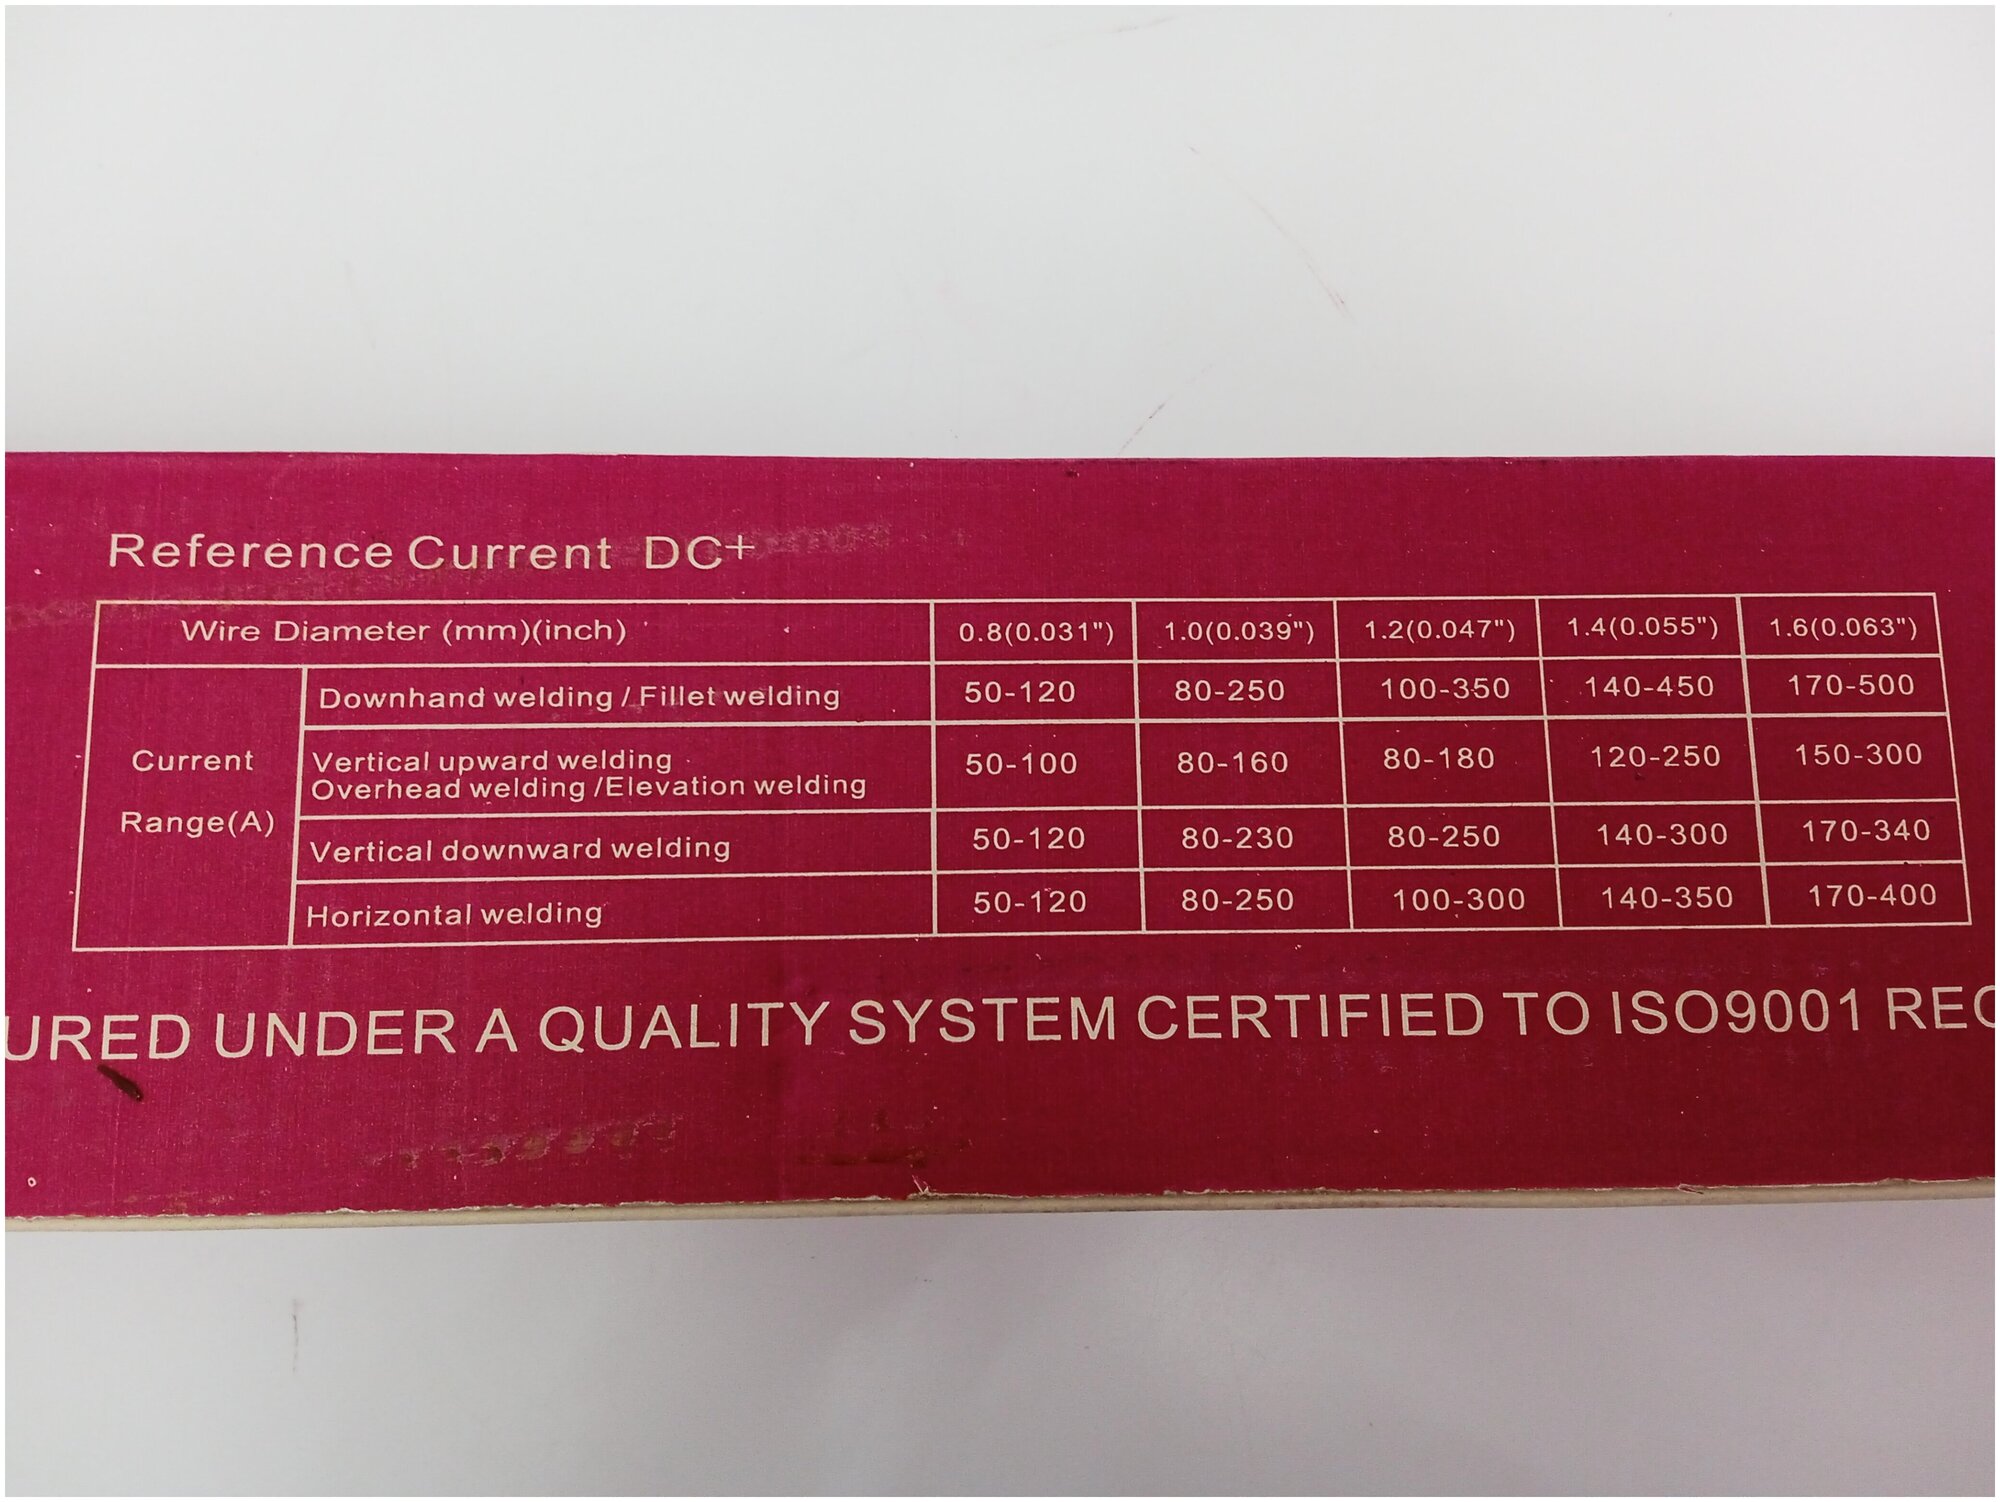 Reference Current DC+
Wire Diameter (mm)(inch) 0.8(0.031") 1.0(0.039") 1.2(0.047") 1.4(0.055") 1.6(0.063")
Current Range(A)
Downhand welding / Fillet welding 50-120 80-250 100-350 140-450 170-500
Vertical upward welding
Overhead welding /Elevation welding 50-100 80-160 80-180 120-250 150-300
Vertical downward welding 50-120 80-230 80-250 140-300 170-340
Horizontal welding 50-120 80-250 100-300 140-350 170-400
URED UNDER A QUALITY SYSTEM CERTIFIED TO ISO9001 REC